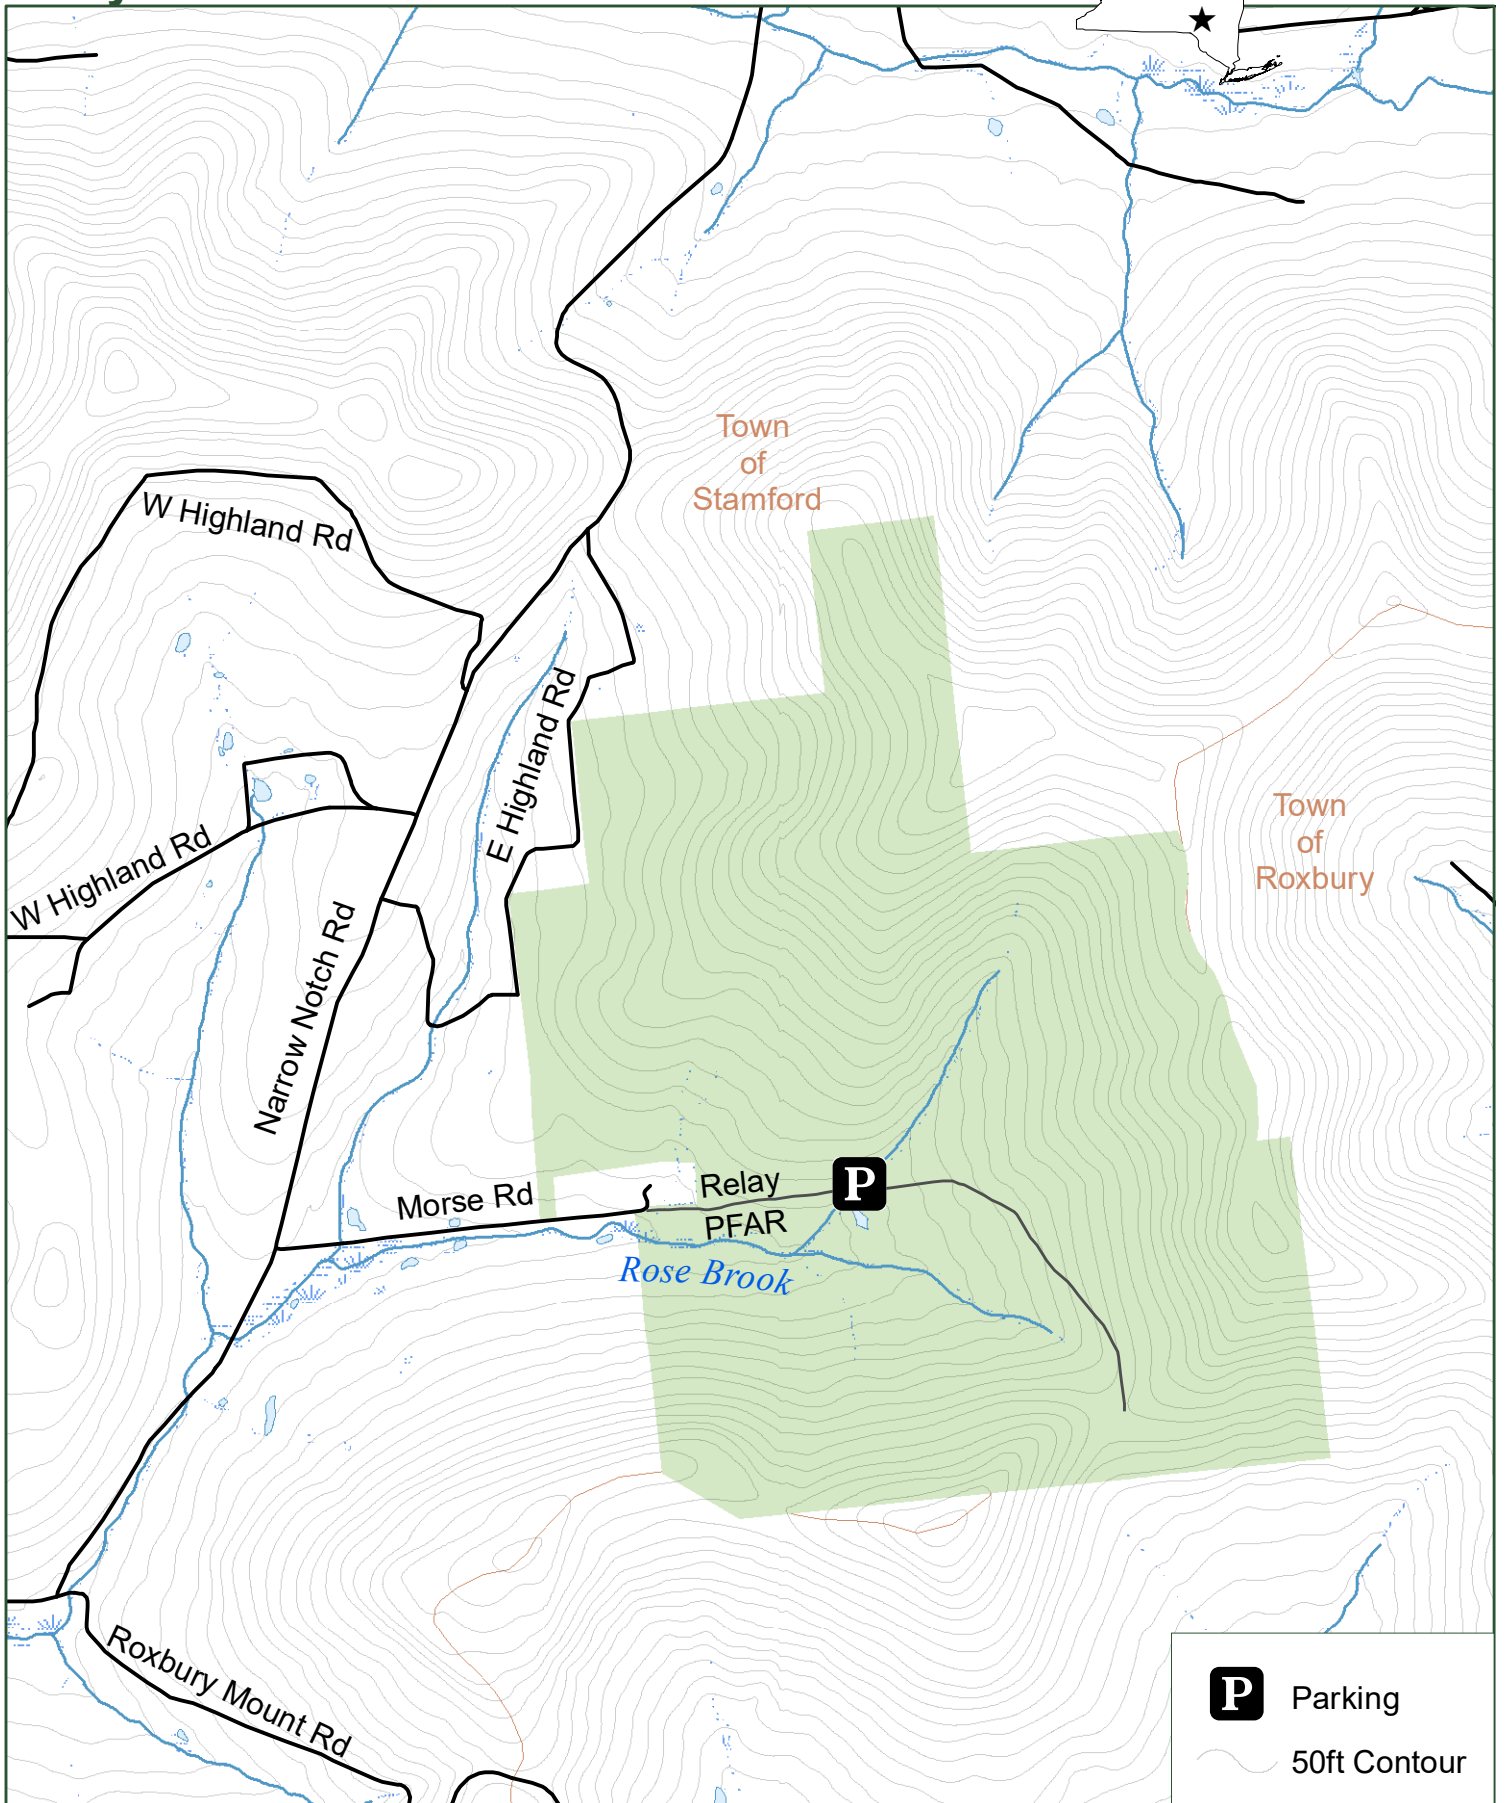 Town
of
Stamford
W Highland Rd
E Highland Rd
Town
of
Roxbury
W Highland Rd
Narrow Notch Rd
Morse Rd
Relay
P
PFAR
Rose Brook
Roxbury Mount Rd
P Parking
50ft Contour